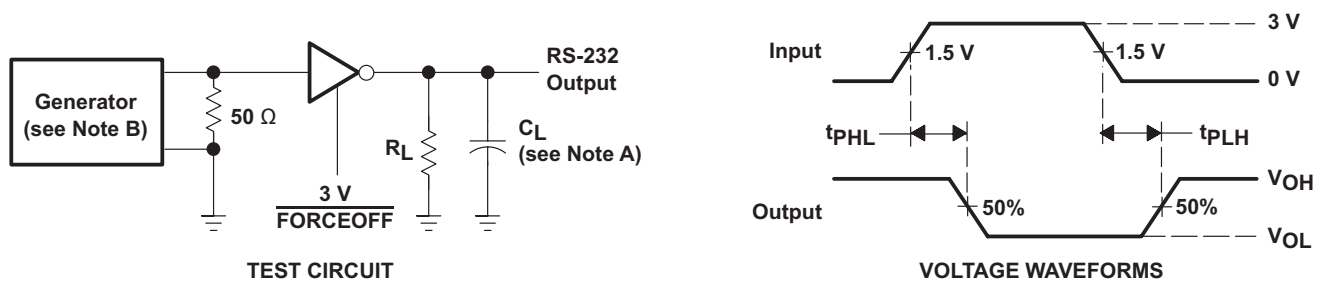 Generator
(see Note B)
50 Ω
3 V
FORCEOFF
RL
CL
(see Note A)
RS-232
Output
TEST CIRCUIT
Input
1.5 V
1.5 V
3 V
0 V
tPHL
tPLH
Output
50%
50%
VOH
VOL
VOLTAGE WAVEFORMS